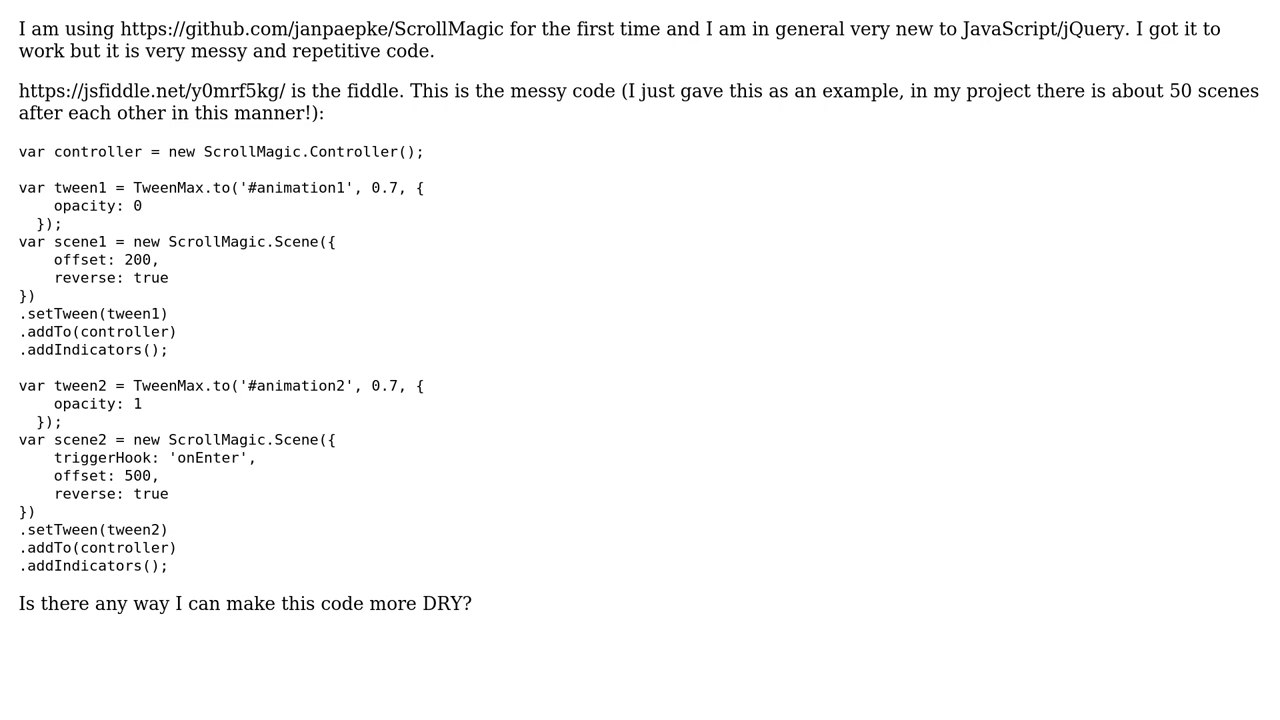 I am using https://github.com/janpaepke/ScrollMagic for the first time and I am in general very new to JavaScript/jQuery. I got it to
work but it is very messy and repetitive code.
https://jsfiddle.net/y0mrf5kg/ is the fiddle. This is the messy code (I just gave this as an example, in my project there is about 50 scenes
after each other in this manner!):
var controller = new ScrollMagic.Controller();
var tween1 = TweenMax.to('#animation1', 0.7, {
    opacity: 0
  });
var scene1 = new ScrollMagic.Scene({
    offset: 200,
    reverse: true
})
.setTween(tween1)
.addTo(controller)
.addIndicators();
var tween2 = TweenMax.to('#animation2', 0.7, {
    opacity: 1
  });
var scene2 = new ScrollMagic.Scene({
    triggerHook: 'onEnter',
    offset: 500,
    reverse: true
})
.setTween(tween2)
.addTo(controller)
.addIndicators();
Is there any way I can make this code more DRY?